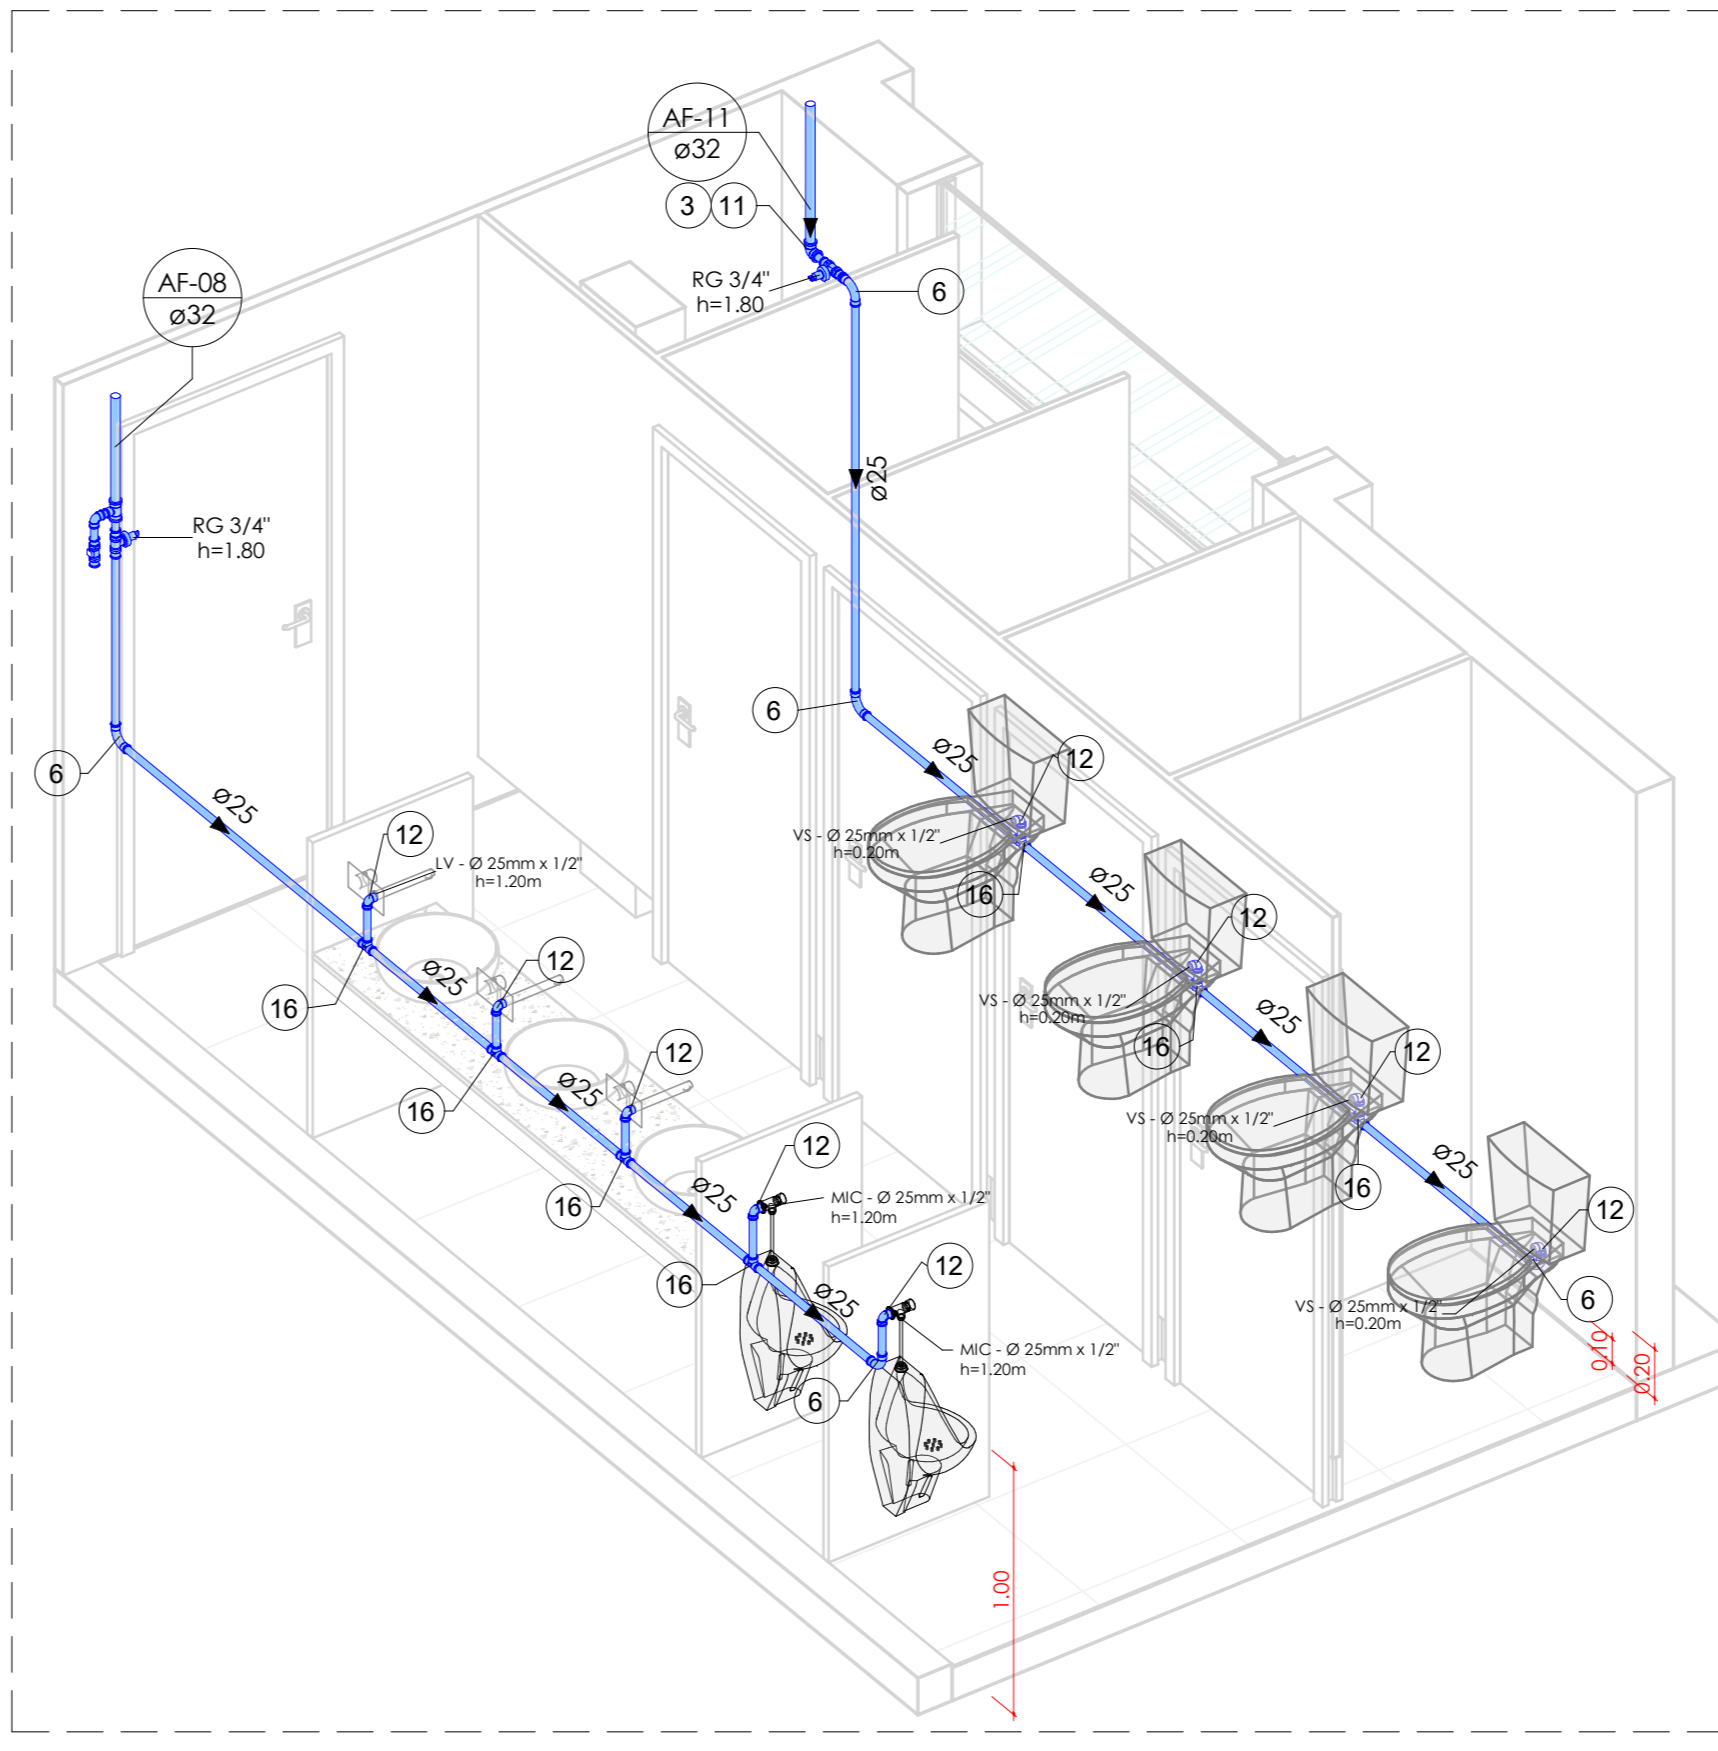 AF-11
ø32
3
11
RG 3/4"
h=1.80
6
AF-08
ø32
RG 3/4"
h=1.80
ø25
6
6
ø25
ø25
12
12
LV - Ø 25mm x 1/2"
h=1.20m
VS - Ø 25mm x 1/2"
h=0.20m
16
ø25
12
16
ø25
12
VS - Ø 25mm x 1/2"
h=0.20m
16
ø25
12
16
ø25
12
VS - Ø 25mm x 1/2"
h=0.20m
16
ø25
12
16
ø25
12
MIC - Ø 25mm x 1/2"
h=1.20m
16
ø25
12
VS - Ø 25mm x 1/2"
h=0.20m
6
MIC - Ø 25mm x 1/2"
h=1.20m
6
0.10
0.20
1.00